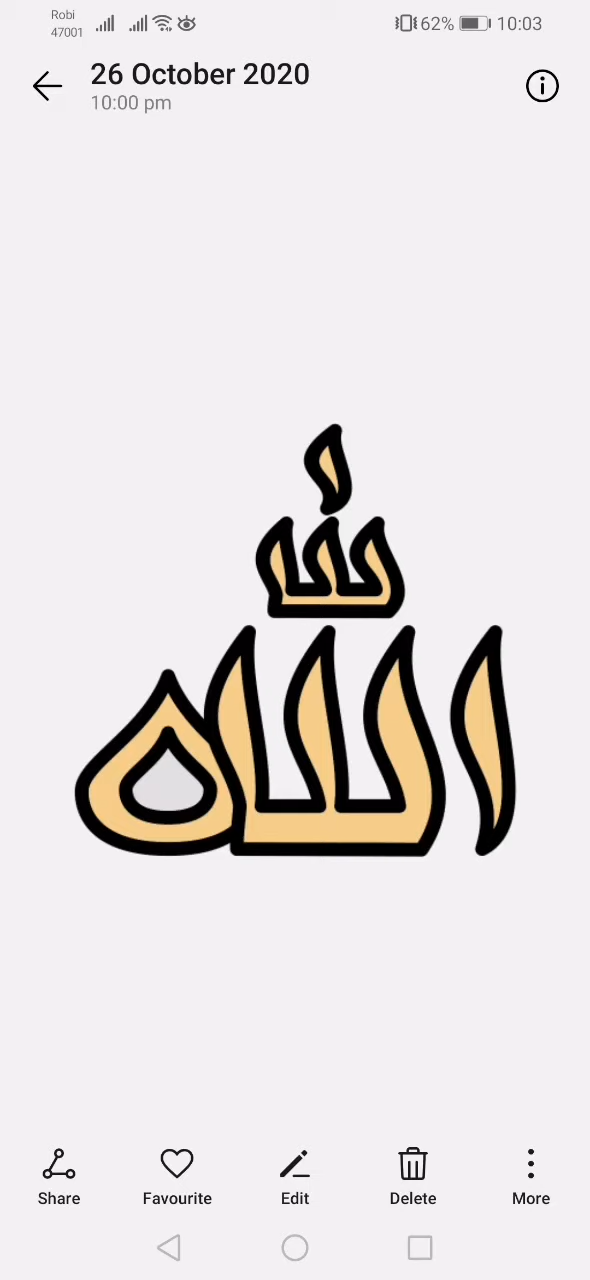 Robi
47001
62%
10:03
26 October 2020
10:00 pm
الله
Share
Favourite
Edit
Delete
More